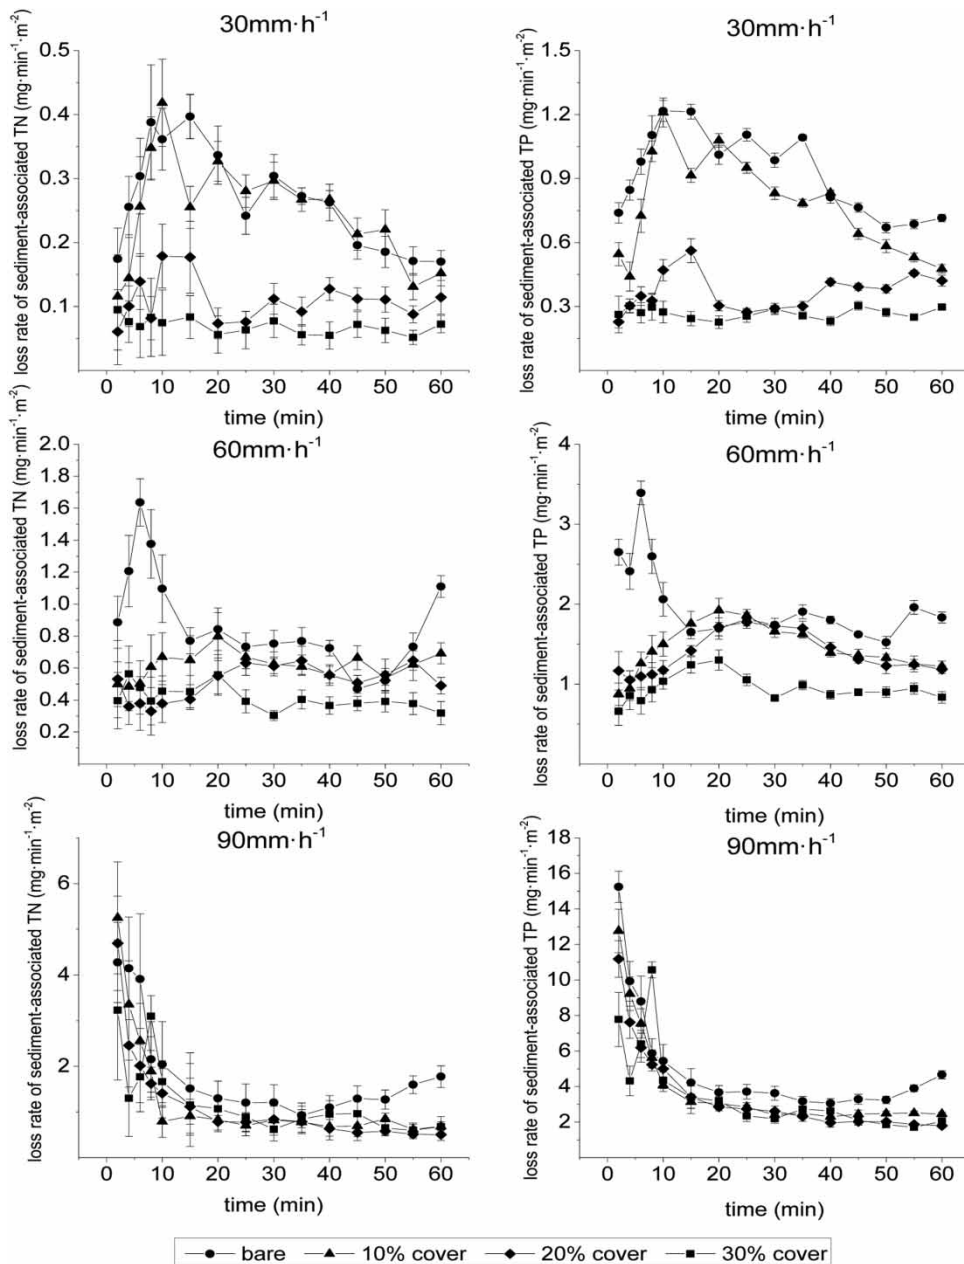 30mm·h-1
loss rate of sediment-associated TN (mg·min-1·m-2)
0.5
0.4
0.3
0.2
0.1
0 10 20 30 40 50 60
time (min)
30mm·h-1
loss rate of sediment-associated TP (mg·min-1·m-2)
1.5
1.2
0.9
0.6
0.3
0 10 20 30 40 50 60
time (min)
60mm·h-1
loss rate of sediment-associated TN (mg·min-1·m-2)
2.0
1.8
1.6
1.4
1.2
1.0
0.8
0.6
0.4
0.2
0 10 20 30 40 50 60
time (min)
60mm·h-1
loss rate of sediment-associated TP (mg·min-1·m-2)
4
3
2
1
0 10 20 30 40 50 60
time (min)
90mm·h-1
loss rate of sediment-associated TN (mg·min-1·m-2)
6
4
2
0 10 20 30 40 50 60
time (min)
90mm·h-1
loss rate of sediment-associated TP (mg·min-1·m-2)
18
16
14
12
10
8
6
4
2
0 10 20 30 40 50 60
time (min)
bare 10% cover 20% cover 30% cover